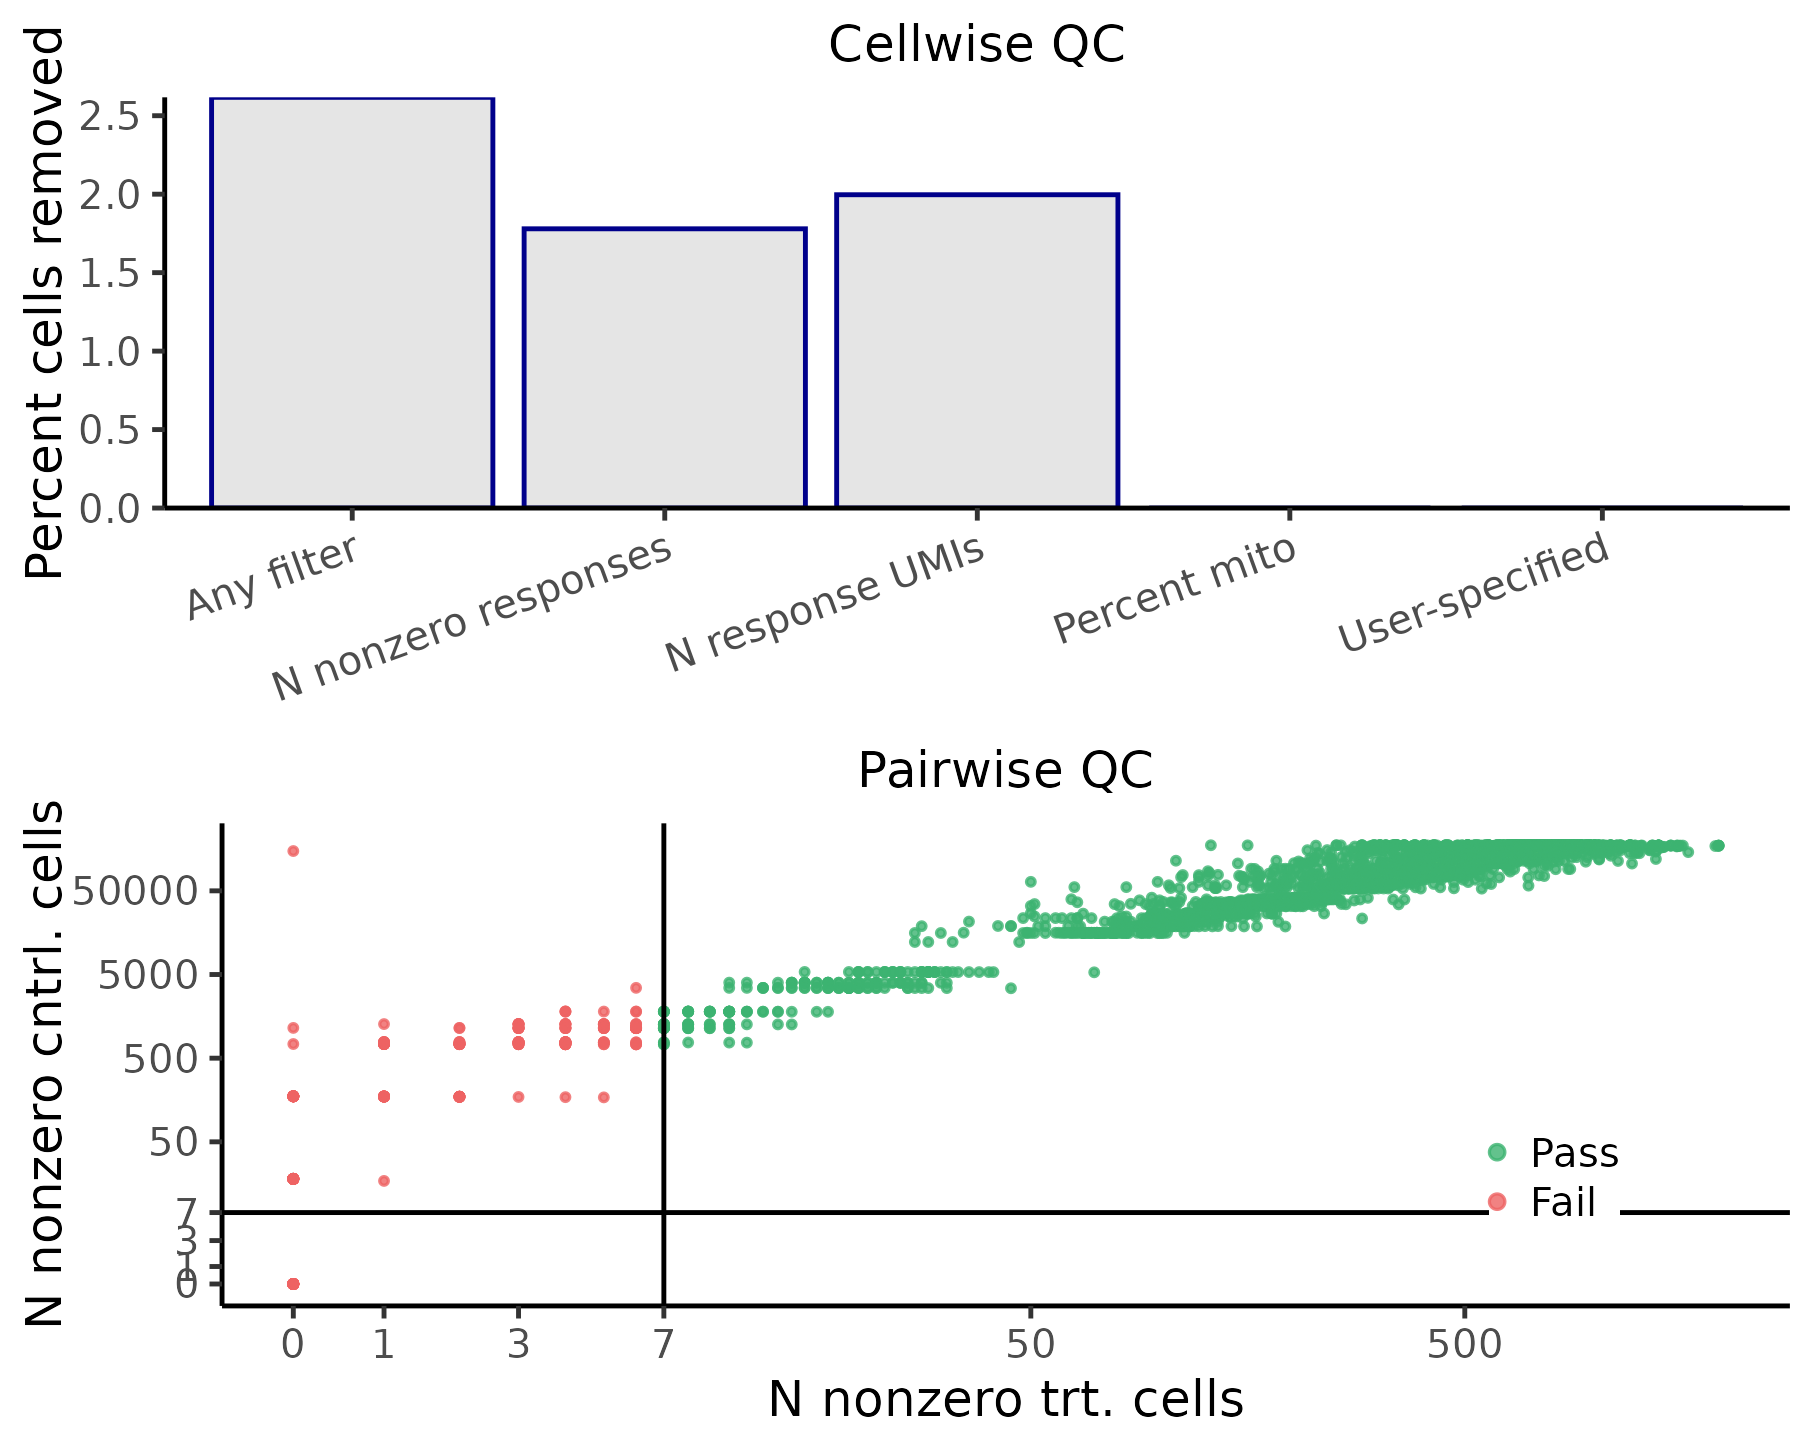 Cellwise QC
Percent cells removed
2.5
2.0
1.5
1.0
0.5
0.0
Any filter
N nonzero responses
N response UMIs
Percent mito
User-specified
Pairwise QC
N nonzero cntrl. cells
50000
5000
500
50
7
3
1
0
Pass
Fail
0 1 3 7 50 500
N nonzero trt. cells